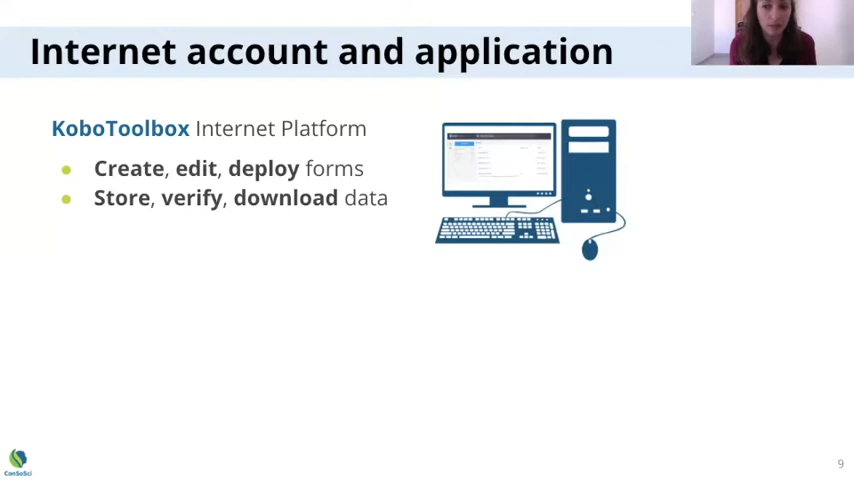 Internet account and application
KoboToolbox Internet Platform
Create, edit, deploy forms
Store, verify, download data
ConSoSci
9